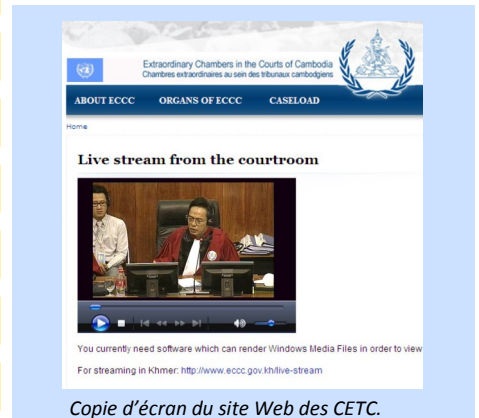 Extraordinary Chambers in the Courts of Cambodia
Chambres extraordinaires au sein des tribunaux cambodgiens
ABOUT ECCC ORGANS OF ECCC CASELOAD
Home
Live stream from the courtroom
You currently need software which can render Windows Media Files in order to view
For streaming in Khmer: http://www.eccc.gov.kh/live-stream
Copie d’écran du site Web des CETC.